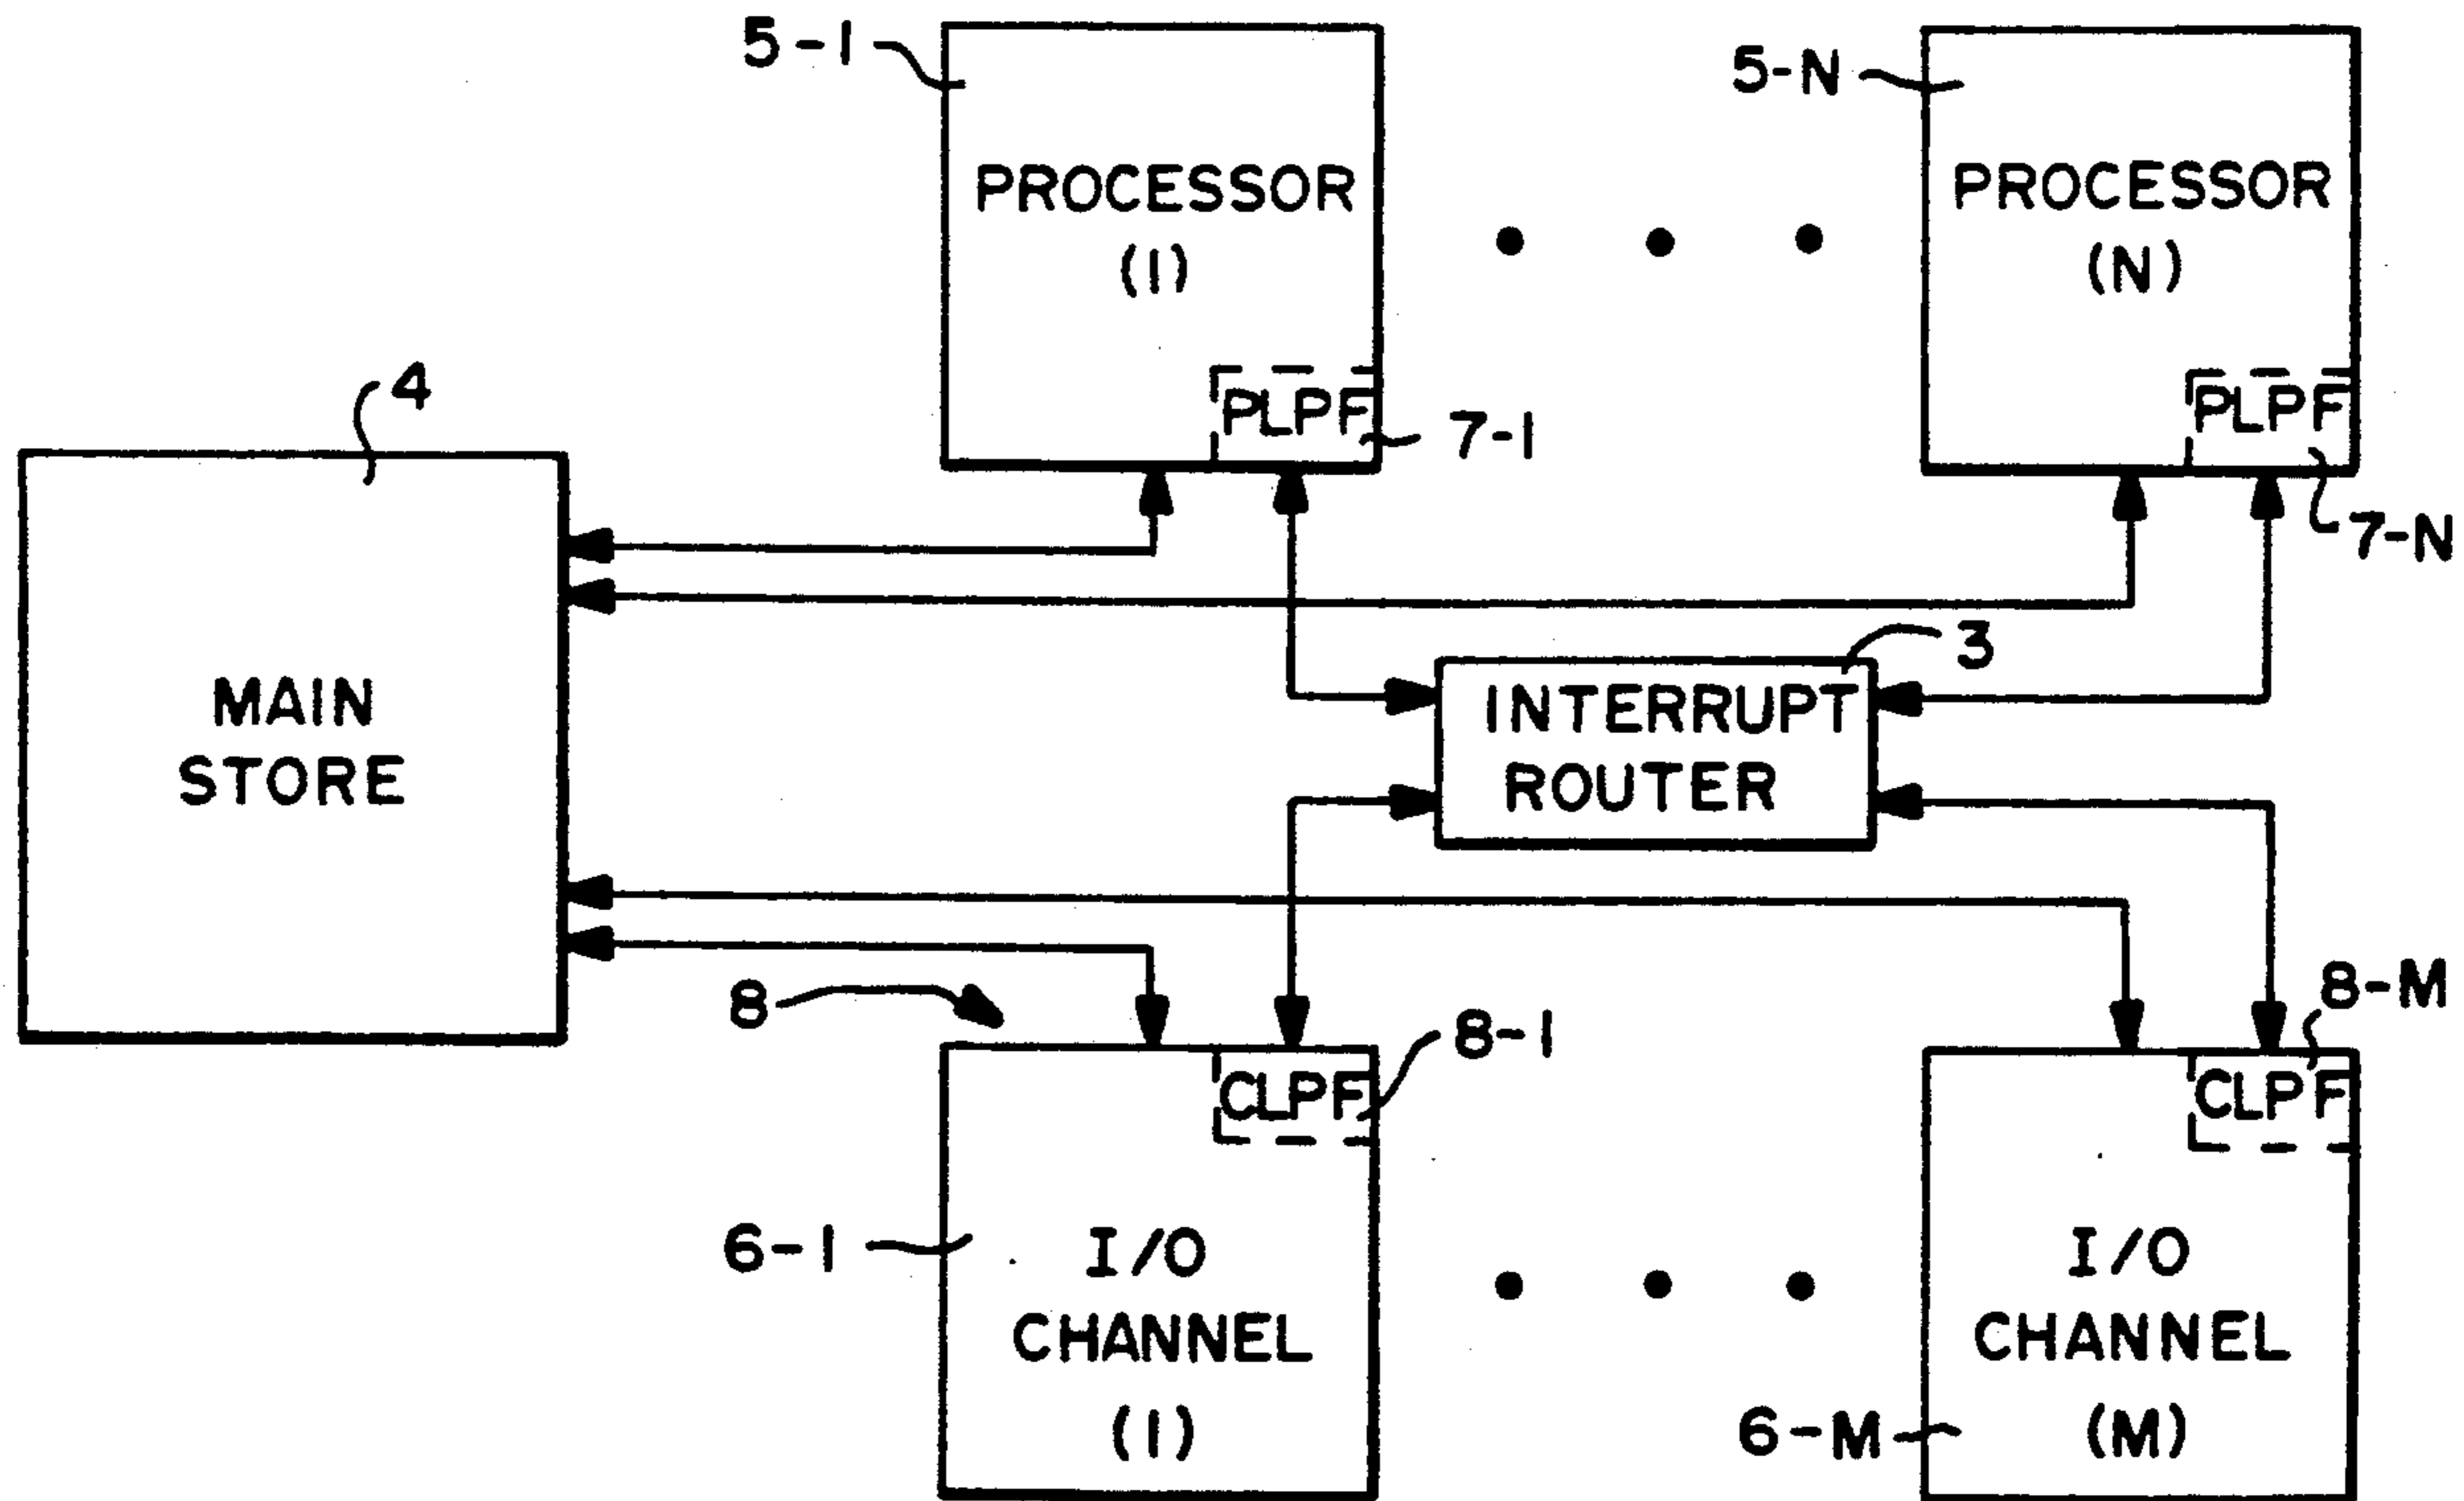 5-1
PROCESSOR
(1)
PLPF
7-1
5-N
PROCESSOR
(N)
PLPF
7-N
4
MAIN
STORE
3
INTERRUPT
ROUTER
8
8-1
CLPF
6-1
I/O
CHANNEL
(1)
8-M
CLPF
6-M
I/O
CHANNEL
(M)